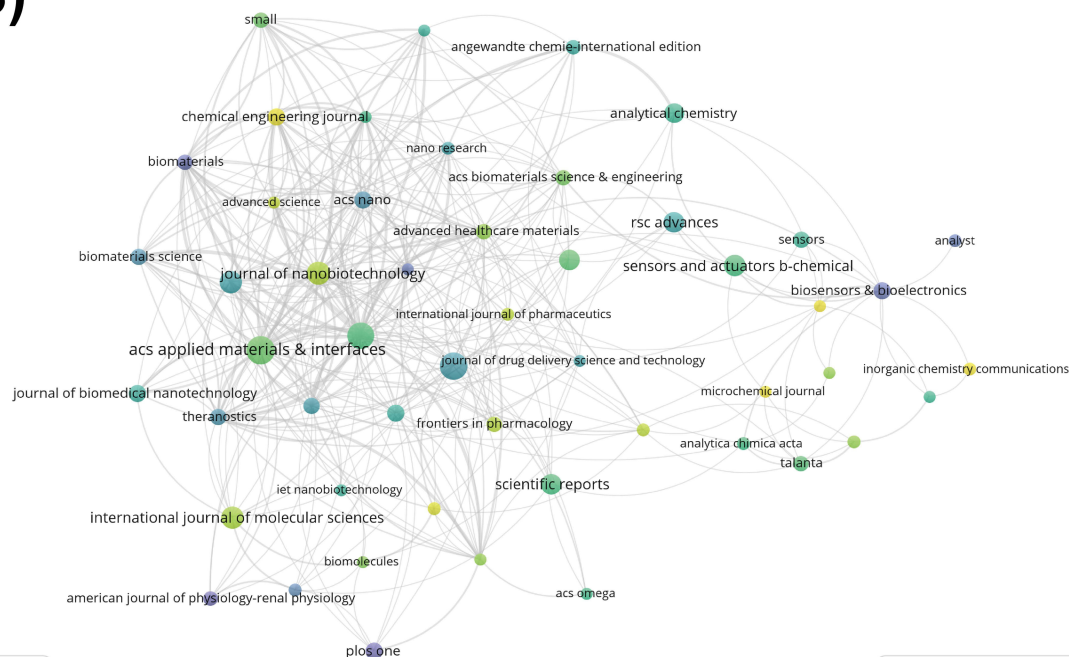 )
small
angewandte chemie-international edition
chemical engineering journal
analytical chemistry
nano research
biomaterials
acs biomaterials science & engineering
advanced science
acs nano
rsc advances
advanced healthcare materials
sensors
analyst
biomaterials science
sensors and actuators b-chemical
journal of nanobiotechnology
biosensors & bioelectronics
international journal of pharmaceutics
acs applied materials & interfaces
journal of drug delivery science and technology
inorganic chemistry communications
journal of biomedical nanotechnology
microchemical journal
theranostics
frontiers in pharmacology
analytica chimica acta
talanta
scientific reports
iet nanobiotechnology
international journal of molecular sciences
biomolecules
acs omega
american journal of physiology-renal physiology
plos one